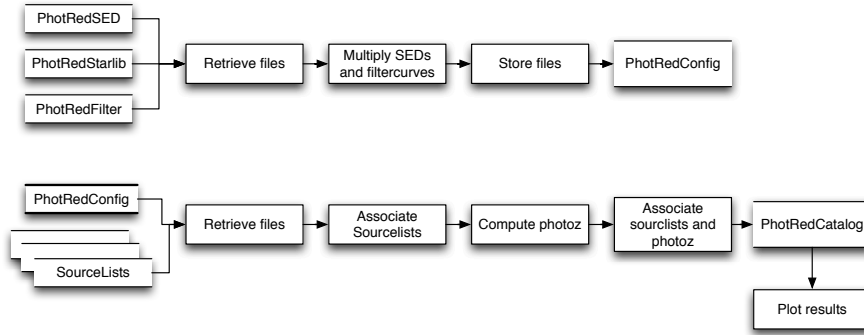 PhotRedSED
PhotRedStarlib
PhotRedFilter
Retrieve files
Multiply SEDs
and filtercurves
Store files
PhotRedConfig
PhotRedConfig
SourceLists
Retrieve files
Associate
Sourcelists
Compute photoz
Associate
sourclists and
photoz
PhotRedCatalog
Plot results